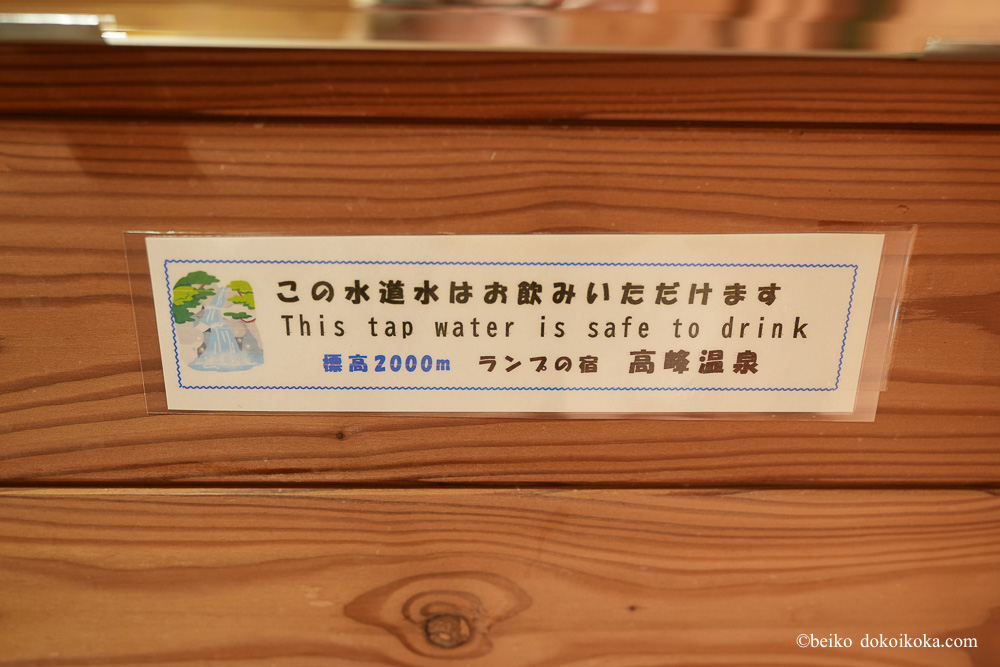 この水道水はお飲みいただけます
This tap water is safe to drink
標高2000m ランプの宿 高峰温泉
©beiko dokoikoka.com